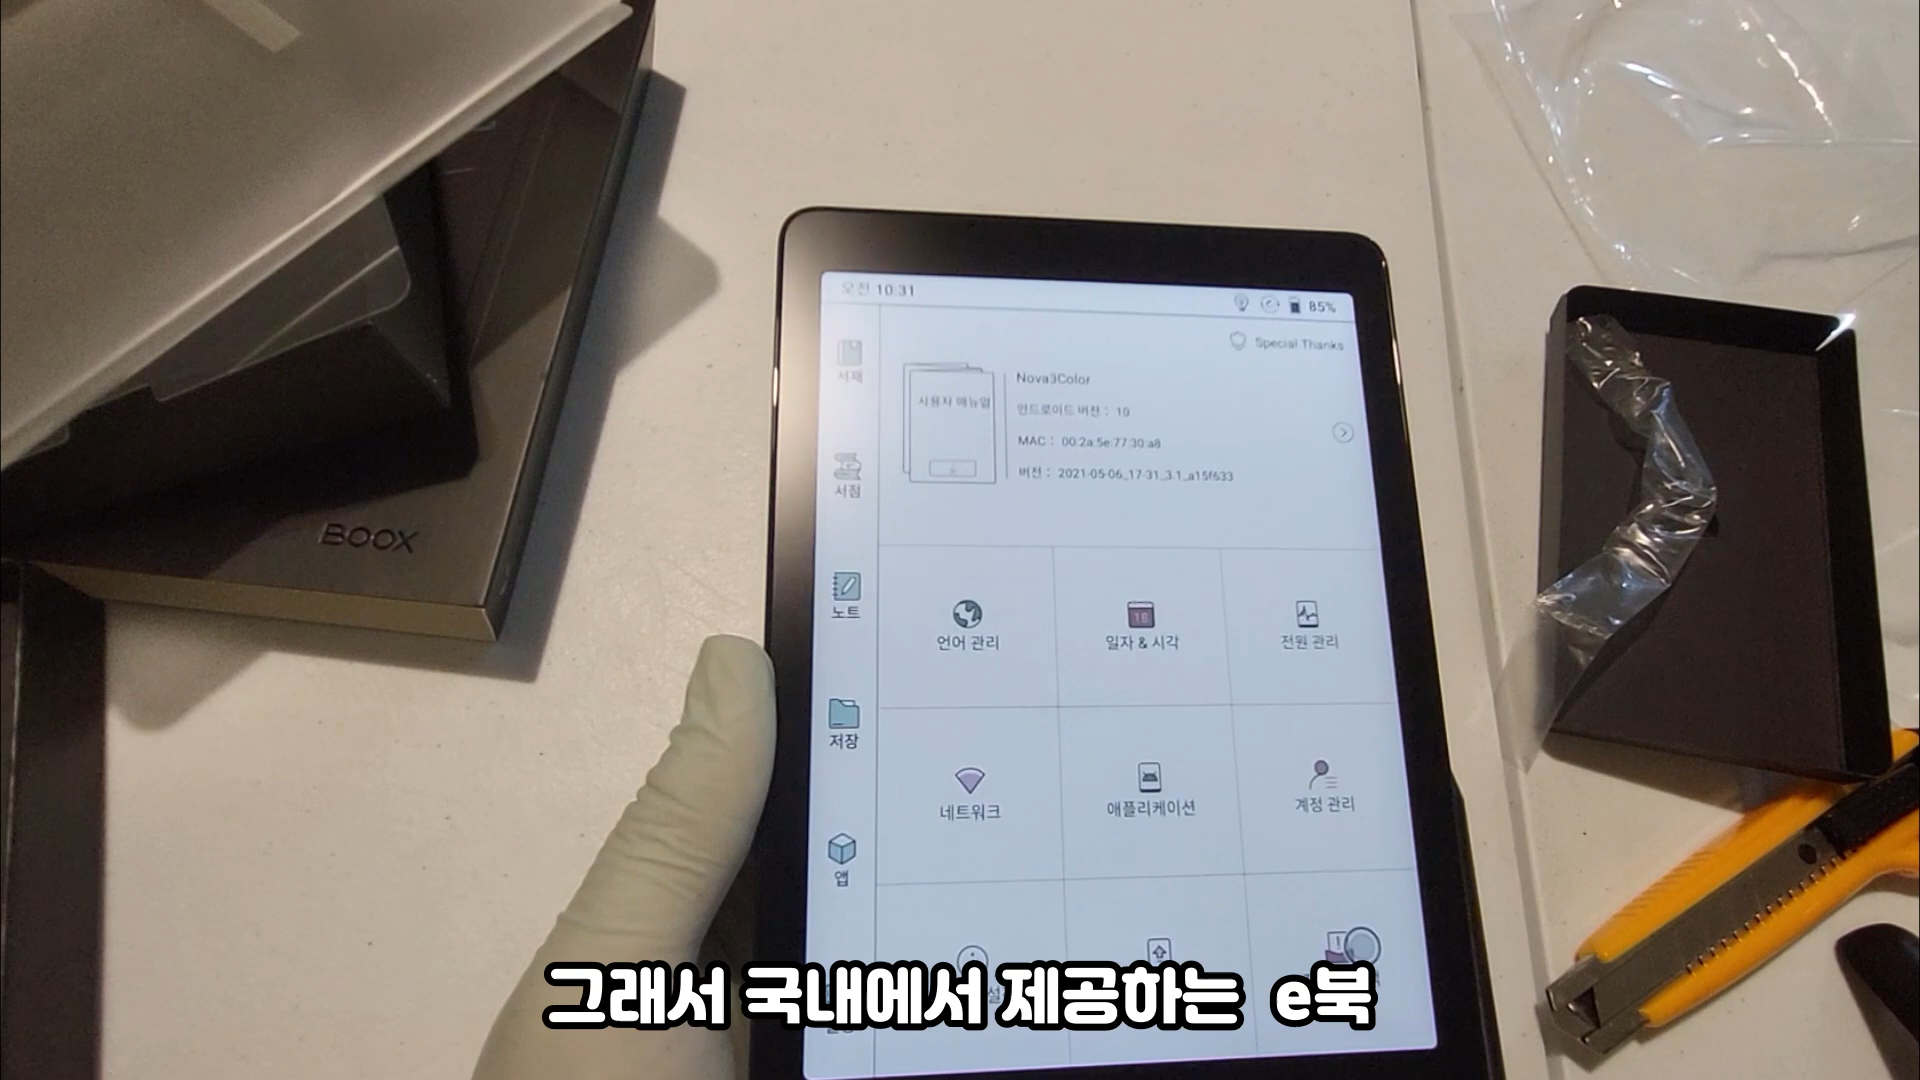 오전 10:31
85%
Special Thanks
사용자 매뉴얼
Nova3Color
안드로이드 버전 : 10
MAC : 00:2a:5e:77:30:a8
버전 : 2021-05-06_17-31_3.1_a15f633
서재
서점
노트
저장
앱
언어 관리
16
일자 & 시각
전원 관리
네트워크
애플리케이션
계정 관리
BOOX
그래서 국내에서 제공하는 e북